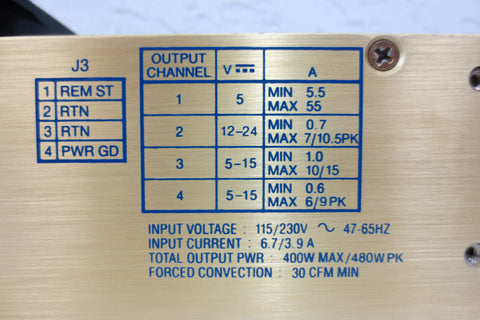 J3
1 REM ST
2 RTN
3 RTN
4 PWR GD
OUTPUT CHANNEL V⎓ A
1 5 MIN 5.5 MAX 55
2 12-24 MIN 0.7 MAX 7/10.5PK
3 5-15 MIN 1.0 MAX 10/15
4 5-15 MIN 0.6 MAX 6/9PK
INPUT VOLTAGE : 115/230V ∼ 47-65HZ
INPUT CURRENT : 6.7/3.9 A
TOTAL OUTPUT PWR : 400W MAX/480W PK
FORCED CONVECTION : 30 CFM MIN